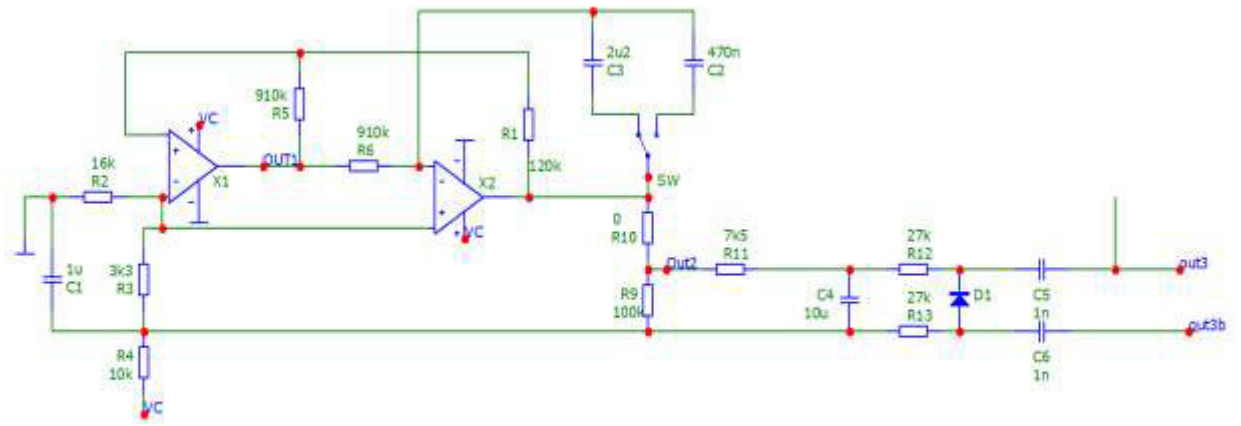 2u2
C3
470n
C2
910k
R5
VC
910k
R6
R1
120k
16k
R2
OUT1
X1
X2
SW
VC
0
R10
1u
C1
3k3
R3
Out2
7k5
R11
27k
R12
out3
R9
100k
C4
10u
27k
R13
D1
C5
1n
out3b
C6
1n
R4
10k
VC